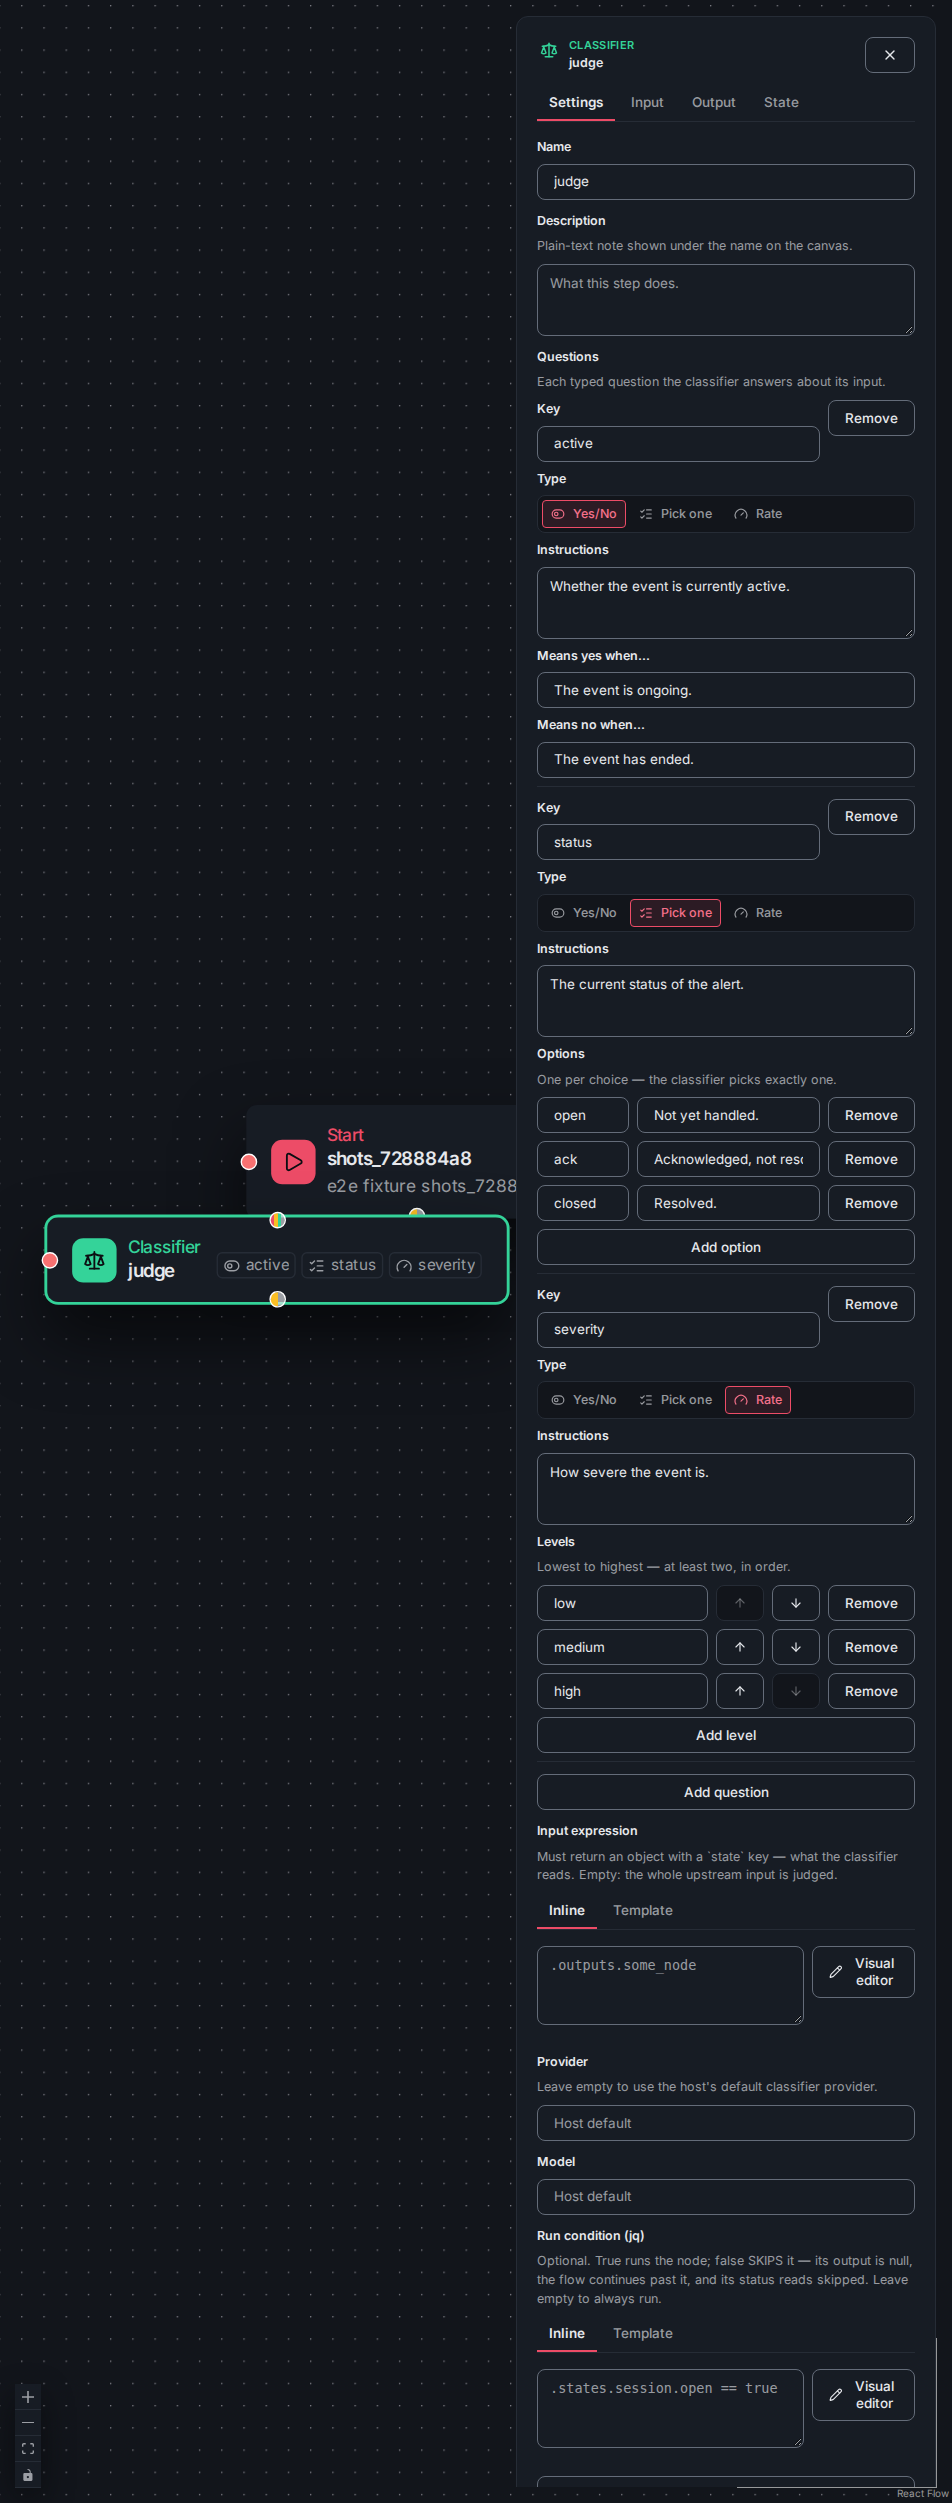 CLASSIFIER
judge
Settings Input Output State
Name
judge
Description
Plain-text note shown under the name on the canvas.
What this step does.
Questions
Each typed question the classifier answers about its input.
Key
Remove
active
Type
Yes/No Pick one Rate
Instructions
Whether the event is currently active.
Means yes when...
The event is ongoing.
Means no when...
The event has ended.
Key
Remove
status
Type
Yes/No Pick one Rate
Instructions
The current status of the alert.
Options
One per choice — the classifier picks exactly one.
open Not yet handled. Remove
ack Acknowledged, not reso Remove
closed Resolved. Remove
Add option
Key
Remove
severity
Type
Yes/No Pick one Rate
Instructions
How severe the event is.
Levels
Lowest to highest — at least two, in order.
low Remove
medium Remove
high Remove
Add level
Add question
Input expression
Must return an object with a `state` key — what the classifier
reads. Empty: the whole upstream input is judged.
Inline Template
.outputs.some_node
Visual
editor
Provider
Leave empty to use the host's default classifier provider.
Host default
Model
Host default
Run condition (jq)
Optional. True runs the node; false SKIPS it — its output is null,
the flow continues past it, and its status reads skipped. Leave
empty to always run.
Inline Template
.states.session.open == true
Visual
editor
Start
shots_728884a8
e2e fixture shots_7288
Classifier
judge
active status severity
React Flow